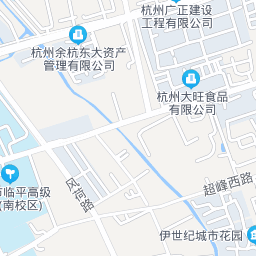 杭州广正建设
工程有限公司
杭州余杭东大资产
管理有限公司
杭州大旺食品
有限公司
市临平高级
(南校区)
风荷路
超峰西路
伊世纪城市花园